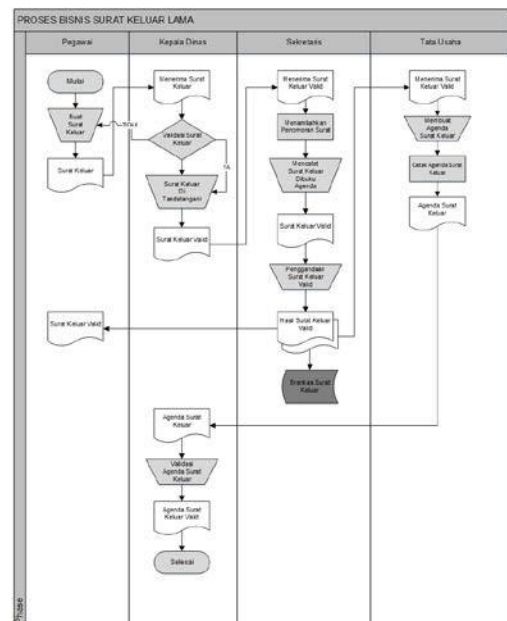 PROSES BISNIS SURAT KELUAR LAMA
Pegawai
Kepala Dinas
Sekretaris
Tata Usaha
Mulai
Buat
Surat
Keluar
Surat Keluar
Menerima Surat
Keluar
Validasi Surat
Keluar
Surat Keluar
Di
Tandatangani
Surat Keluar Valid
Menerima Surat
Keluar Valid
Menambahkan
Penomoran Surat
Mencatat
Surat Keluar
Dibuku
Agenda
Surat Keluar Valid
Penggandaan
Surat Keluar
Valid
Hasil Surat Keluar
Valid
Surat Keluar Valid
Menerima Surat
Keluar Valid
Membuat
Agenda
Surat Keluar
Cetak Agenda Surat
Keluar
Agenda Surat
Keluar
Surat
Keluar
Agenda Surat
Keluar
Validasi
Agenda Surat
Keluar
Agenda Surat
Keluar Valid
Selesai
Phase